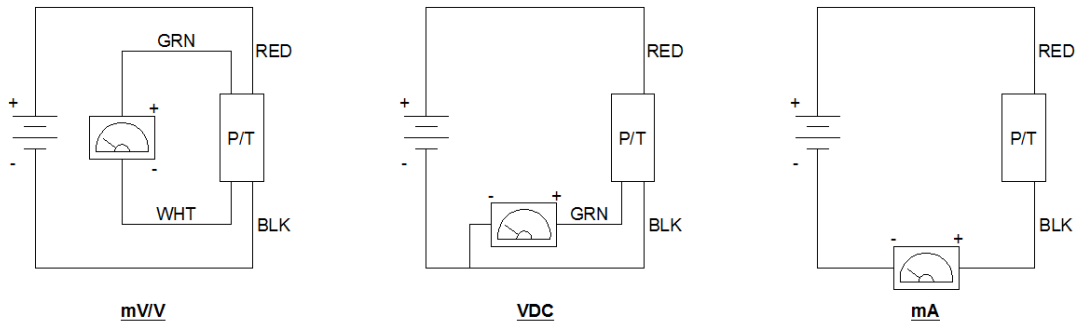 GRN
RED
+
+
P/T
-
-
WHT
BLK
mV/V
RED
+
P/T
-
-
+
GRN
BLK
VDC
RED
+
P/T
-
BLK
-
+
mA